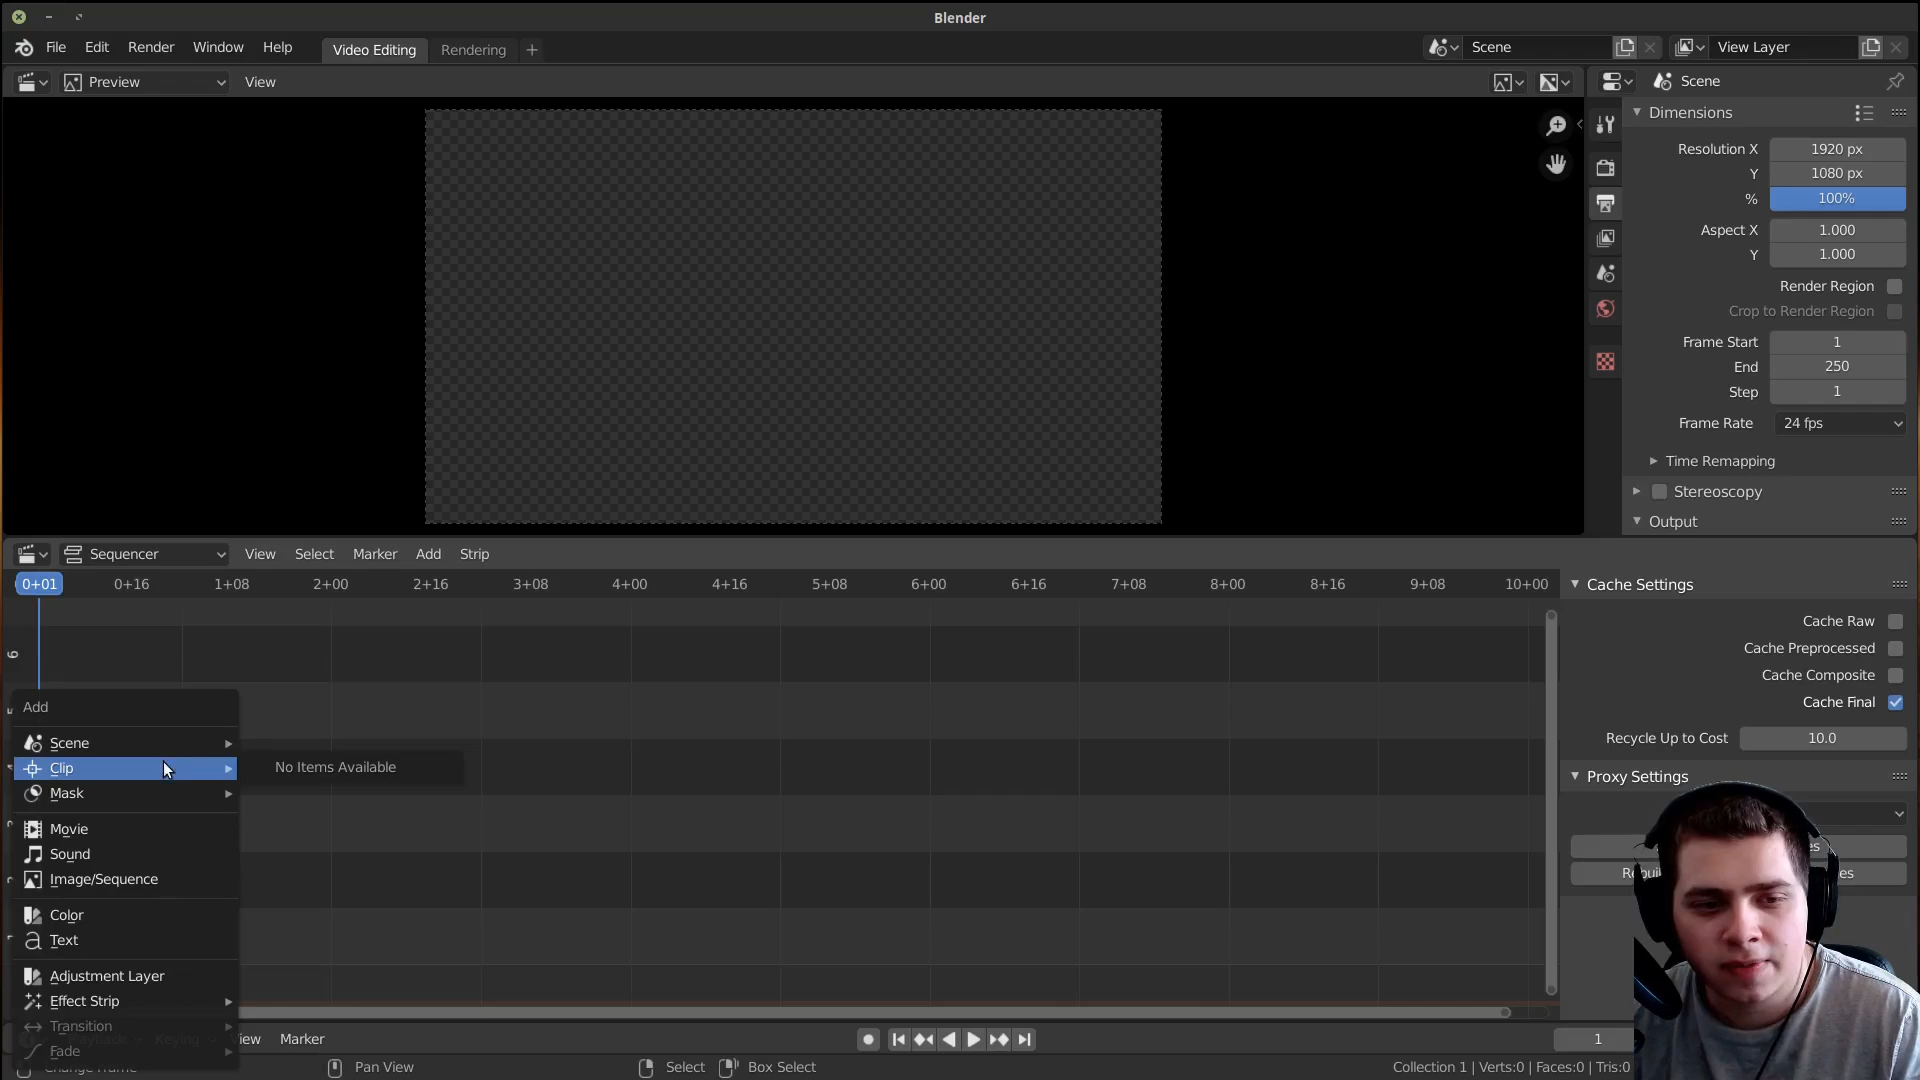 Blender
File Edit Render Window Help Video Editing Rendering + Scene View Layer
Preview View Scene
Dimensions
Resolution X 1920 px
Y 1080 px
% 100%
Aspect X 1.000
Y 1.000
Render Region
Crop to Render Region
Frame Start 1
End 250
Step 1
Frame Rate 24 fps
Time Remapping
Stereoscopy
Output
Sequencer View Select Marker Add Strip
0+01 0+16 1+08 2+00 2+16 3+08 4+00 4+16 5+08 6+00 6+16 7+08 8+00 8+16 9+08 10+00
Cache Settings
Cache Raw
Cache Preprocessed
Cache Composite
Cache Final
Recycle Up to Cost 10.0
Proxy Settings
6
Add
Scene
Clip No Items Available
Mask
Movie
Sound
Image/Sequence
Color
Text
Adjustment Layer
Effect Strip
Transition
Fade
Marker 1
Change Frame Pan View Select Box Select Collection 1 | Verts:0 | Faces:0 | Tris:0